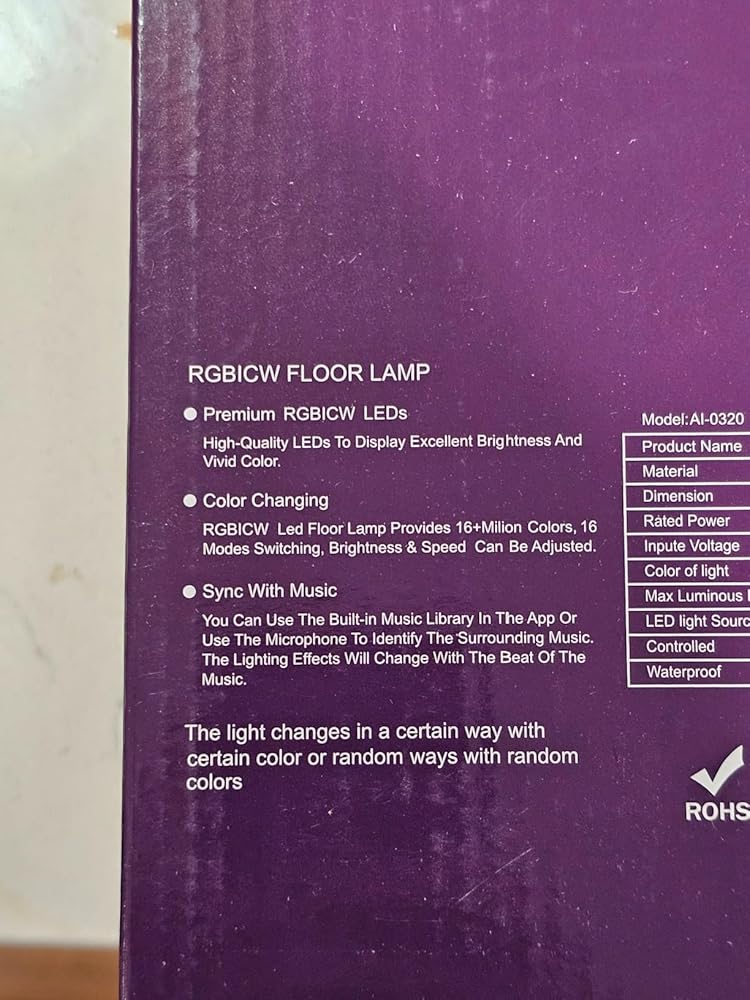 RGBICW FLOOR LAMP
Premium RGBICW LEDs
High-Quality LEDs To Display Excellent Brightness And
Vivid Color.
Color Changing
RGBICW Led Floor Lamp Provides 16+Milion Colors, 16
Modes Switching, Brightness & Speed Can Be Adjusted.
Sync With Music
You Can Use The Built-in Music Library In The App Or
Use The Microphone To Identify The Surrounding Music.
The Lighting Effects Will Change With The Beat Of The
Music.
The light changes in a certain way with
certain color or random ways with random
colors
Model:AI-0320
Product Name
Material
Dimension
Rated Power
Inpute Voltage
Color of light
Max Luminous
LED light Sourc
Controlled
Waterproof
ROHS